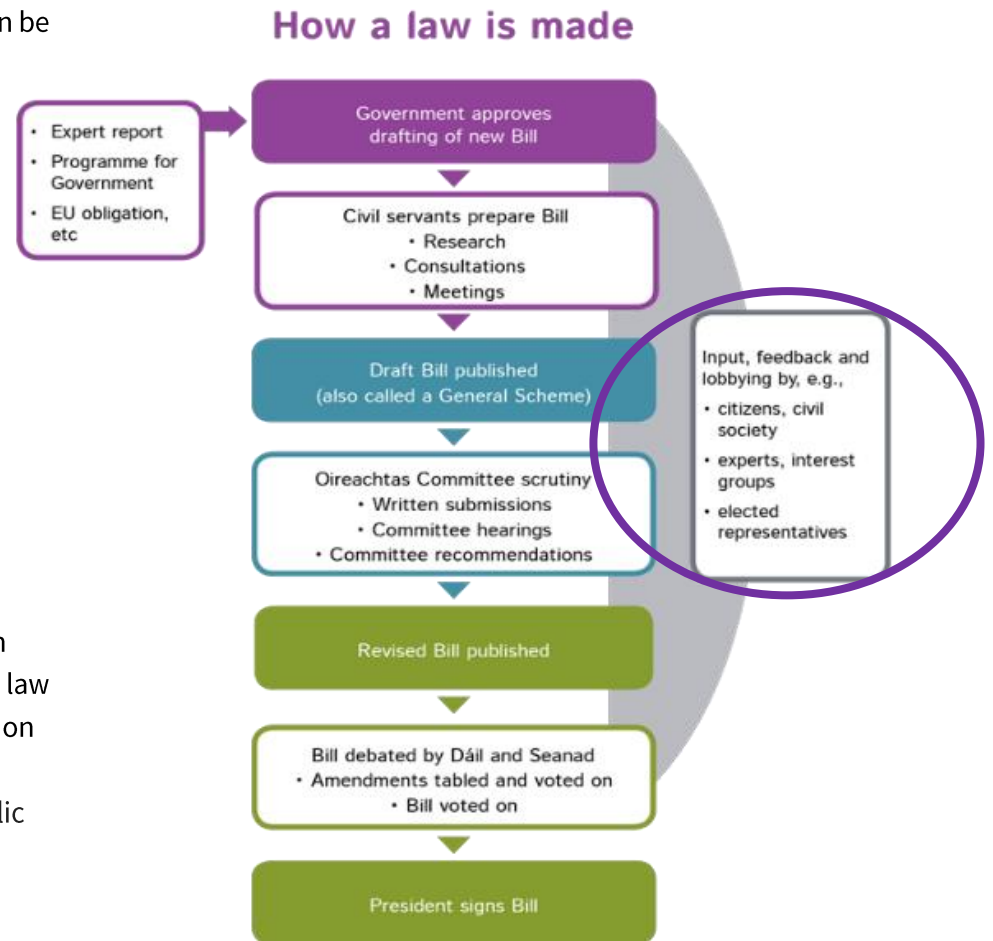 How a law is made
n be
Government approves
drafting of new Bill
• Expert report
• Programme for
Government
• EU obligation,
etc
Civil servants prepare Bill
• Research
• Consultations
• Meetings
Draft Bill published
(also called a General Scheme)
Input, feedback and
lobbying by, e.g.,
• citizens, civil
society
• experts, interest
groups
• elected
representatives
Oireachtas Committee scrutiny
• Written submissions
• Committee hearings
• Committee recommendations
Revised Bill published
n
law
on
lic
Bill debated by Dáil and Seanad
• Amendments tabled and voted on
• Bill voted on
President signs Bill